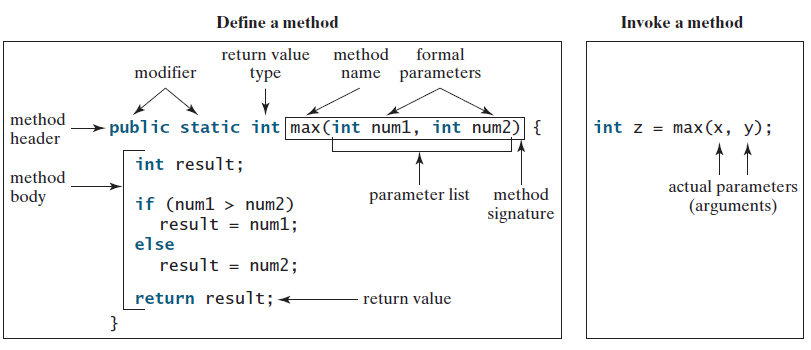 Define a method
Invoke a method
return value
type
method
name
formal
parameters
modifier
method
header
public static int max(int num1, int num2) {
int result;
method
body
parameter list
method
signature
if (num1 > num2)
result = num1;
else
result = num2;
return result;
return value
}
int z = max(x, y);
actual parameters
(arguments)